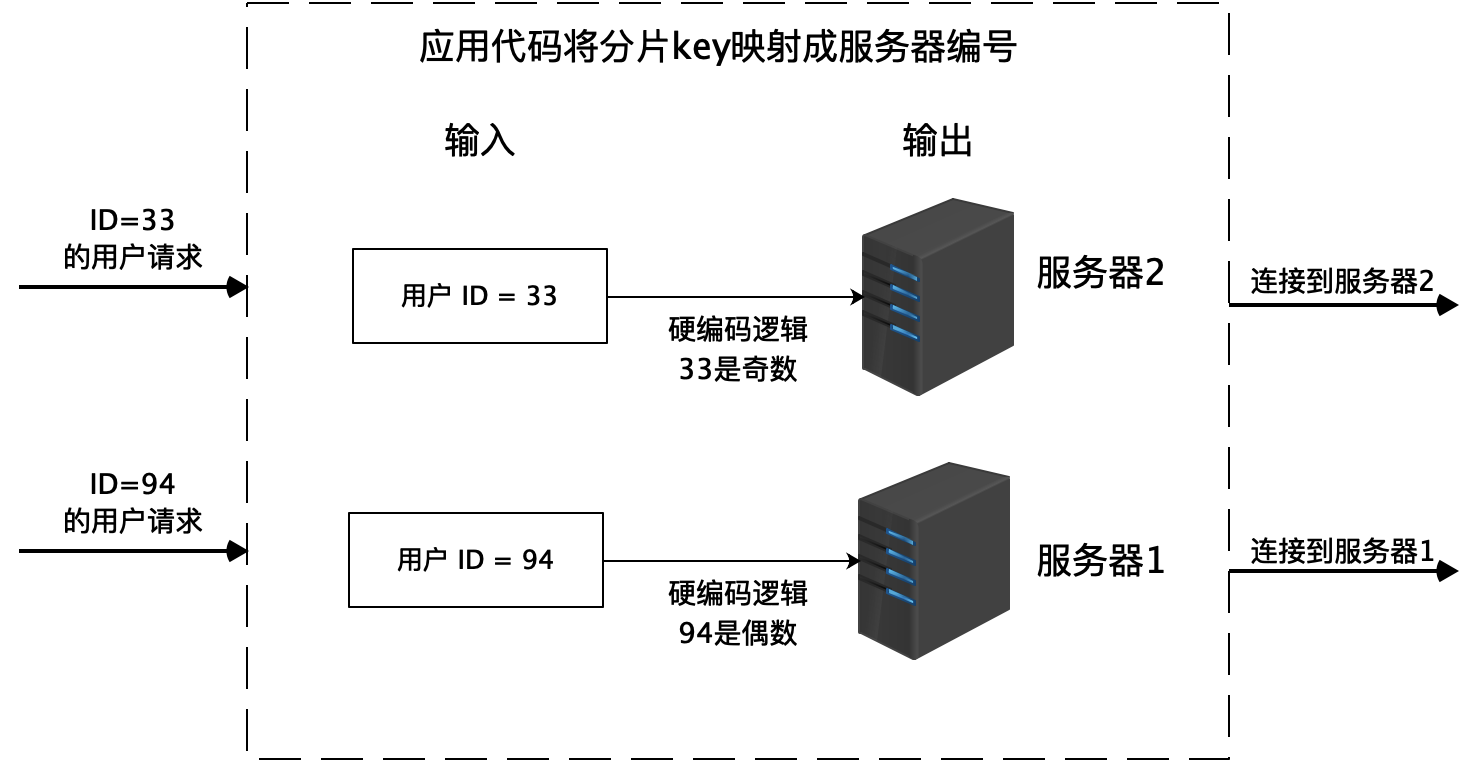 应用代码将分片key映射成服务器编号
输入
输出
ID=33
的用户请求
用户 ID = 33
硬编码逻辑
33是奇数
服务器2
连接到服务器2
ID=94
的用户请求
用户 ID = 94
硬编码逻辑
94是偶数
服务器1
连接到服务器1